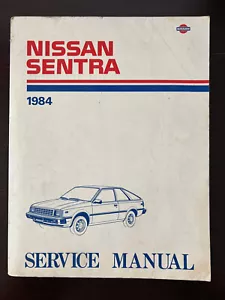 NISSAN
SENTRA
1984
SERVICE MANUAL